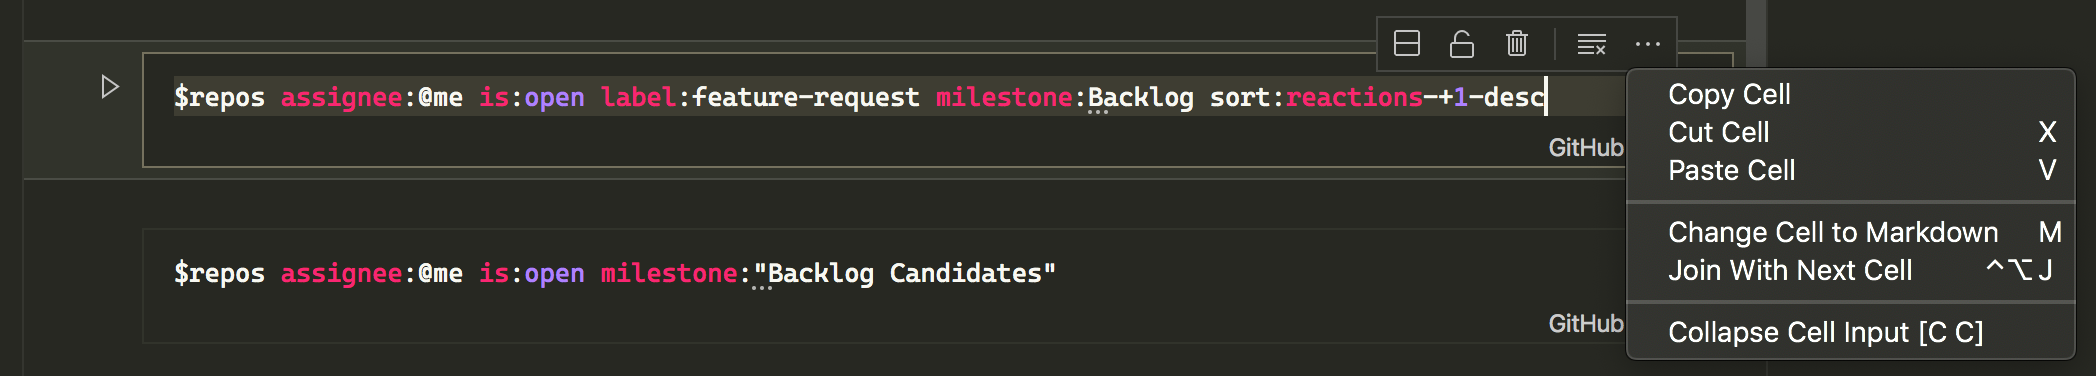 $repos assignee:@me is:open label:feature-request milestone:Backlog sort:reactions-+1-desc
GitHub
$repos assignee:@me is:open milestone:"Backlog Candidates"
GitHub
Copy Cell
Cut Cell X
Paste Cell V
Change Cell to Markdown M
Join With Next Cell ^⌥J
Collapse Cell Input [C C]